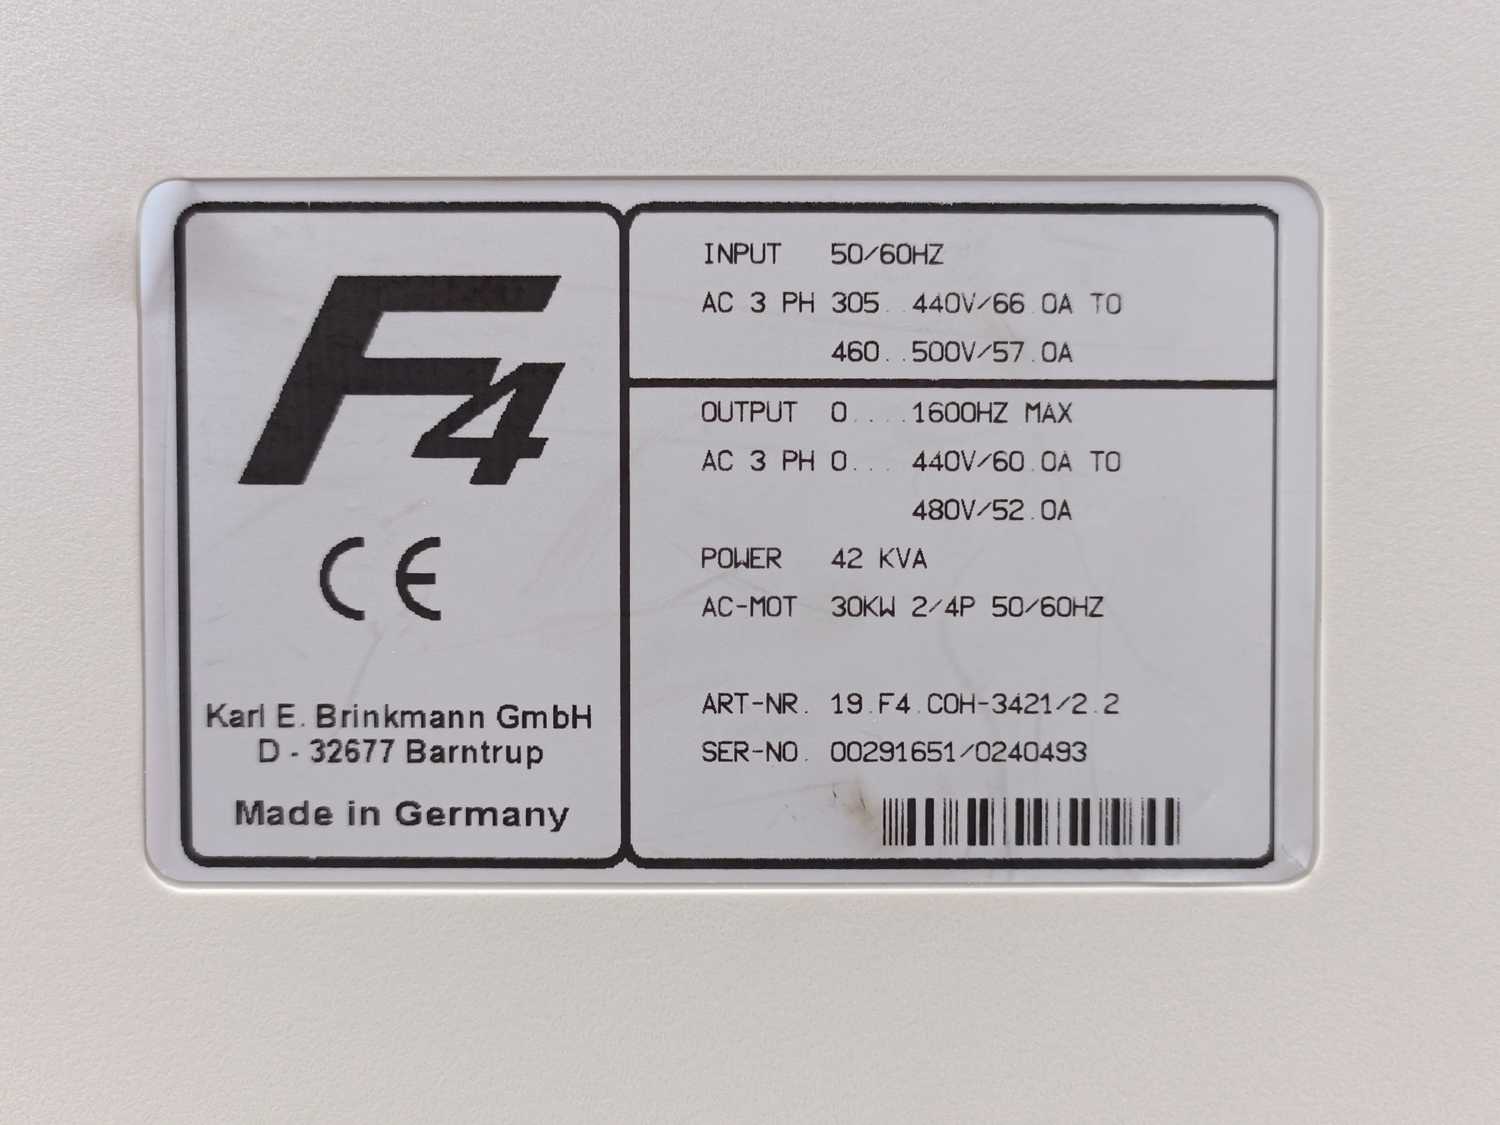 F4
CE
Karl E. Brinkmann GmbH
D - 32677 Barntrup
Made in Germany
INPUT 50/60HZ
AC 3 PH 305..440V/66.0A TO
460..500V/57.0A
OUTPUT 0....1600HZ MAX
AC 3 PH 0... 440V/60.0A TO
480V/52.0A
POWER 42 KVA
AC-MOT 30KW 2/4P 50/60HZ
ART-NR. 19.F4.COH-3421/2.2
SER-NO. 00291651/0240493